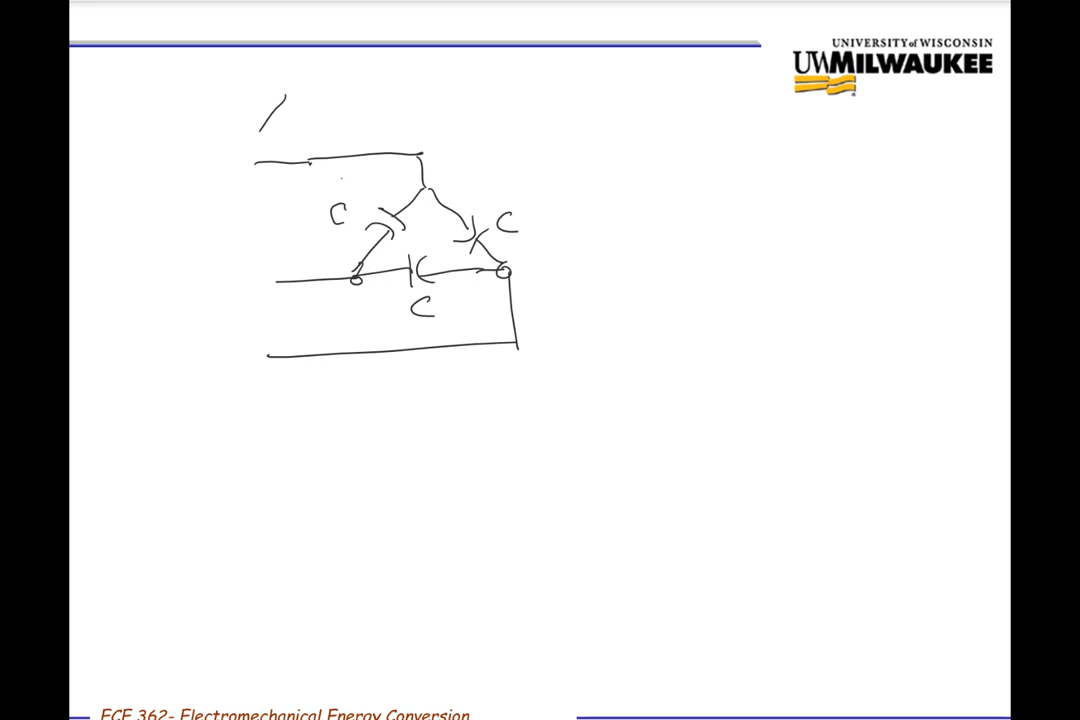 UNIVERSITY of WISCONSIN
UWMILWAUKEE
C
C
C
ECE 362- Electromechanical Energy Conversion